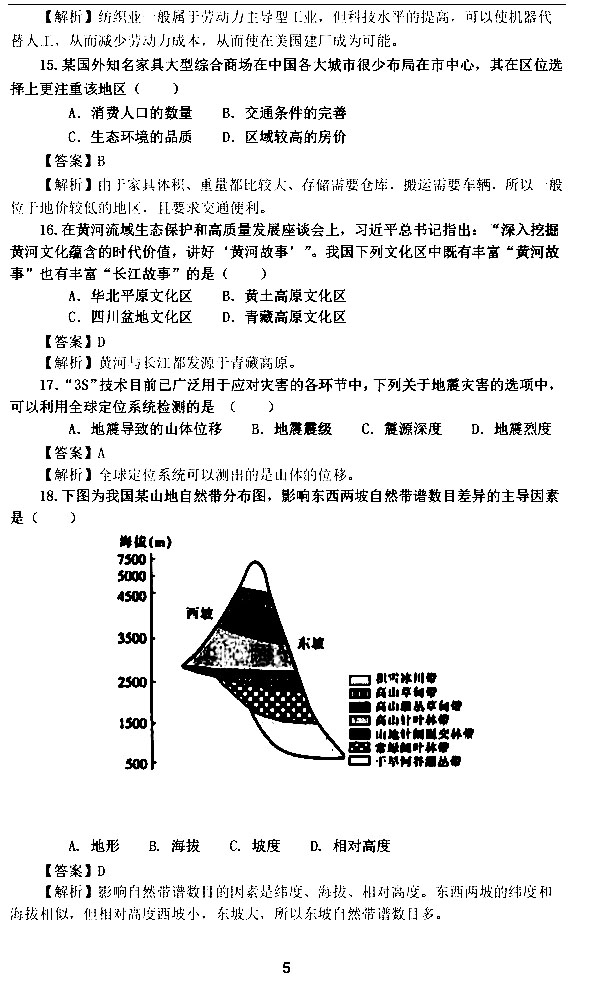 【解析】纺织业一般属于劳动力主导型工业，但科技水平的提高，可以使机器代
替人工，从而减少劳动力成本，从而使在美国建厂成为可能。
15.某国外知名家具大型综合商场在中国各大城市很少布局在市中心，其在区位选
择上更注重该地区（　　）
A. 消费人口的数量　　B. 交通条件的完善
C. 生态环境的品质　　D. 区域较高的房价
【答案】B
【解析】由于家具体积、重量都比较大、存储需要仓库，搬运需要车辆，所以一般
位于地价较低的地区，且要求交通便利。
16.在黄河流域生态保护和高质量发展座谈会上，习近平总书记指出：“深入挖掘
黄河文化蕴含的时代价值，讲好‘黄河故事’”。我国下列文化区中既有丰富“黄河故
事”也有丰富“长江故事”的是（　　）
A. 华北平原文化区　　B. 黄土高原文化区
C. 四川盆地文化区　　D. 青藏高原文化区
【答案】D
【解析】黄河与长江都发源于青藏高原。
17.“3S”技术目前已广泛用于应对灾害的各环节中，下列关于地震灾害的选项中，
可以利用全球定位系统检测的是 （　　）
A. 地震导致的山体位移　　B. 地震震级　　C. 震源深度　　D. 地震烈度
【答案】A
【解析】全球定位系统可以测出的是山体的位移。
18.下图为我国某山地自然带分布图，影响东西两坡自然带谱数目差异的主导因素
是（　　）
海拔(m)
7500
5000
4500
西坡
3500
东坡
2500
1500
500
积雪冰川带
高山草甸带
高山灌丛草甸带
高山针叶林带
山地针阔混交林带
常绿阔叶林带
干旱河谷灌丛带
A. 地形　　B. 海拔　　C. 坡度　　D. 相对高度
【答案】D
【解析】影响自然带谱数目的因素是纬度、海拔、相对高度。东西两坡的纬度和
海拔相似，但相对高度西坡小，东坡大，所以东坡自然带谱数目多。
5